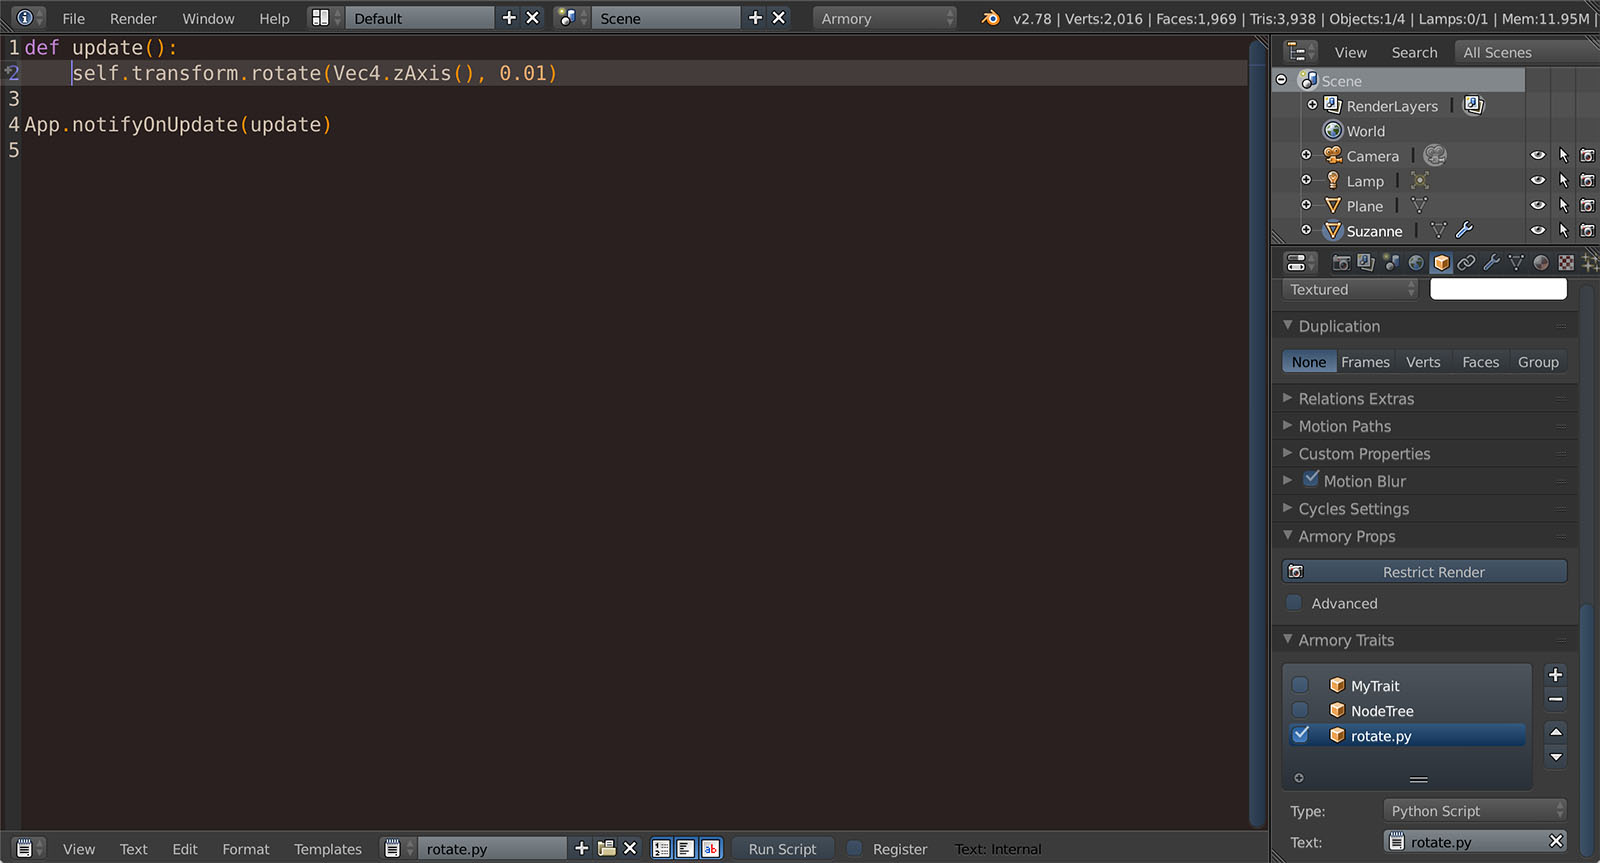 File Render Window Help Default Scene Armory v2.78 | Verts:2,016 | Faces:1,969 | Tris:3,938 | Objects:1/4 | Lamps:0/1 | Mem:11.95M |
1 def update():
2 self.transform.rotate(Vec4.zAxis(), 0.01)
3
4 App.notifyOnUpdate(update)
5
View Search All Scenes
Scene
RenderLayers |
World
Camera |
Lamp |
Plane |
Suzanne |
Textured
Duplication
None Frames Verts Faces Group
Relations Extras
Motion Paths
Custom Properties
Motion Blur
Cycles Settings
Armory Props
Restrict Render
Advanced
Armory Traits
MyTrait
NodeTree
rotate.py
Type: Python Script
Text: rotate.py
View Text Edit Format Templates rotate.py Run Script Register Text: Internal